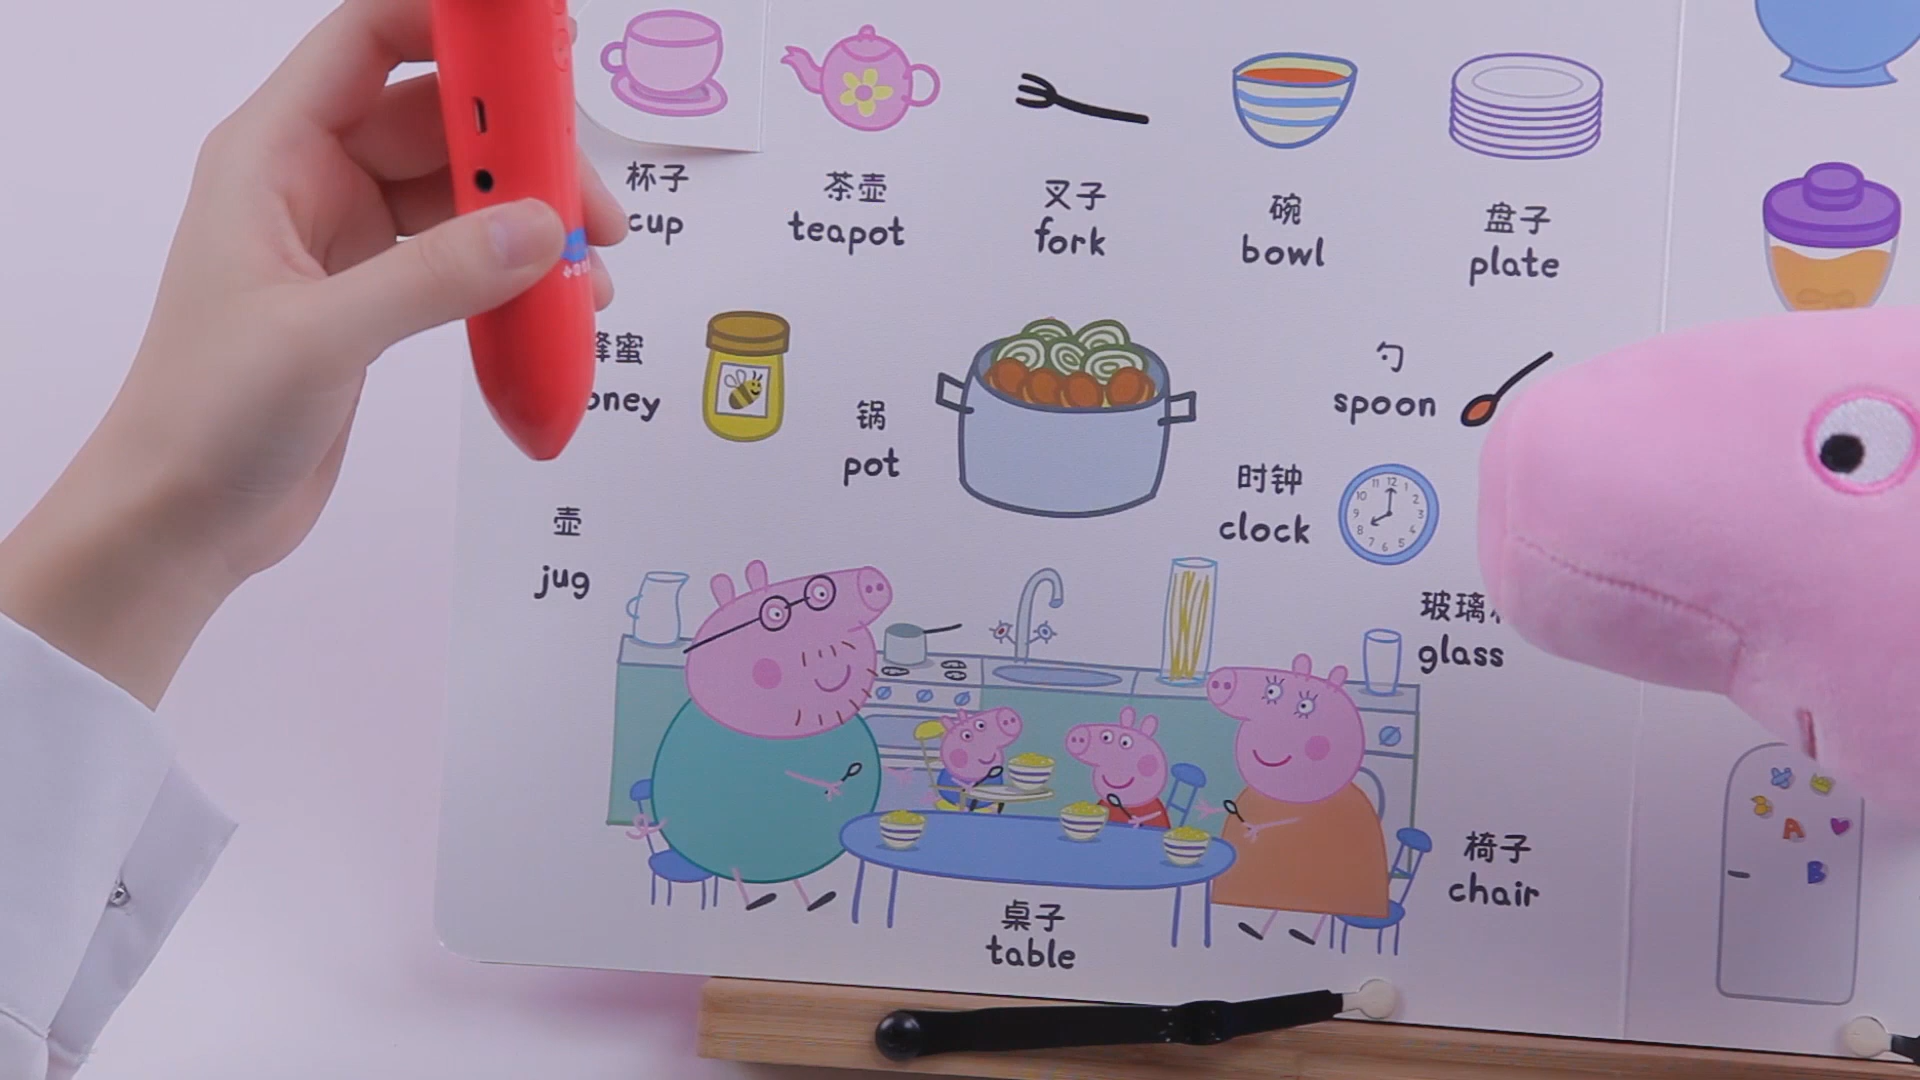 杯子
cup
茶壶
teapot
叉子
fork
碗
bowl
盘子
plate
蜜
oney
锅
pot
勺
spoon
时钟
clock
壶
jug
玻璃
glass
椅子
chair
桌子
table
A
B